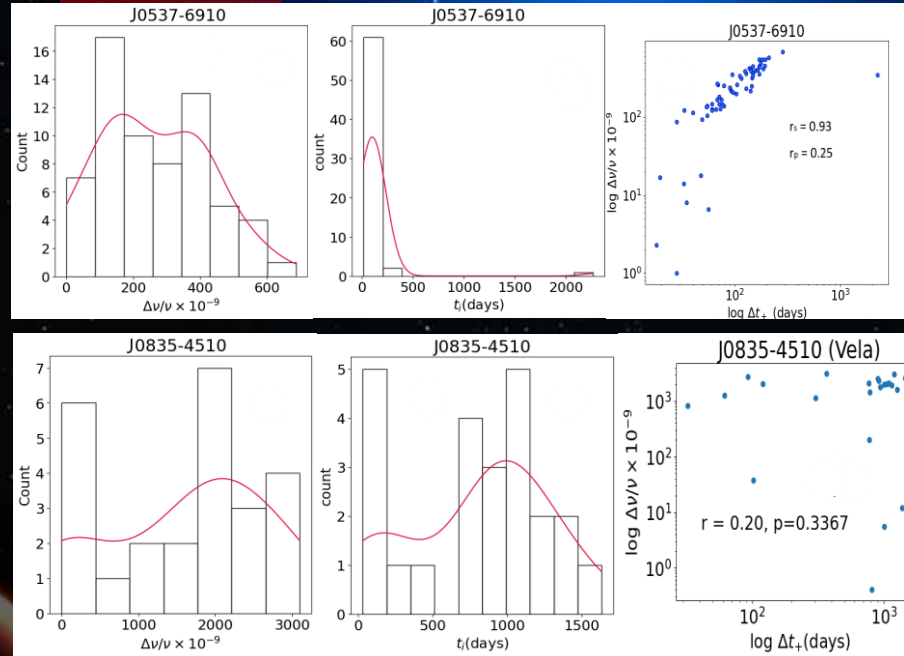 J0537-6910
Count
16
14
12
10
8
6
4
2
0
0
200
400
600
Δν/ν × 10⁻⁹
J0537-6910
count
60
50
40
30
20
10
0
0
500
1000
1500
2000
tᵢ(days)
J0537-6910
log Δν/ν × 10⁻⁹
10²
10¹
10⁰
rₛ = 0.93
rₚ = 0.25
10²
10³
log Δt₊ (days)
J0835-4510
Count
7
6
5
4
3
2
1
0
0
1000
2000
3000
Δν/ν × 10⁻⁹
J0835-4510
count
5
4
3
2
1
0
0
500
1000
1500
tᵢ(days)
J0835-4510 (Vela)
log Δν/ν × 10⁻⁹
10³
10²
10¹
10⁰
r = 0.20, p=0.3367
10²
10³
log Δt₊(days)